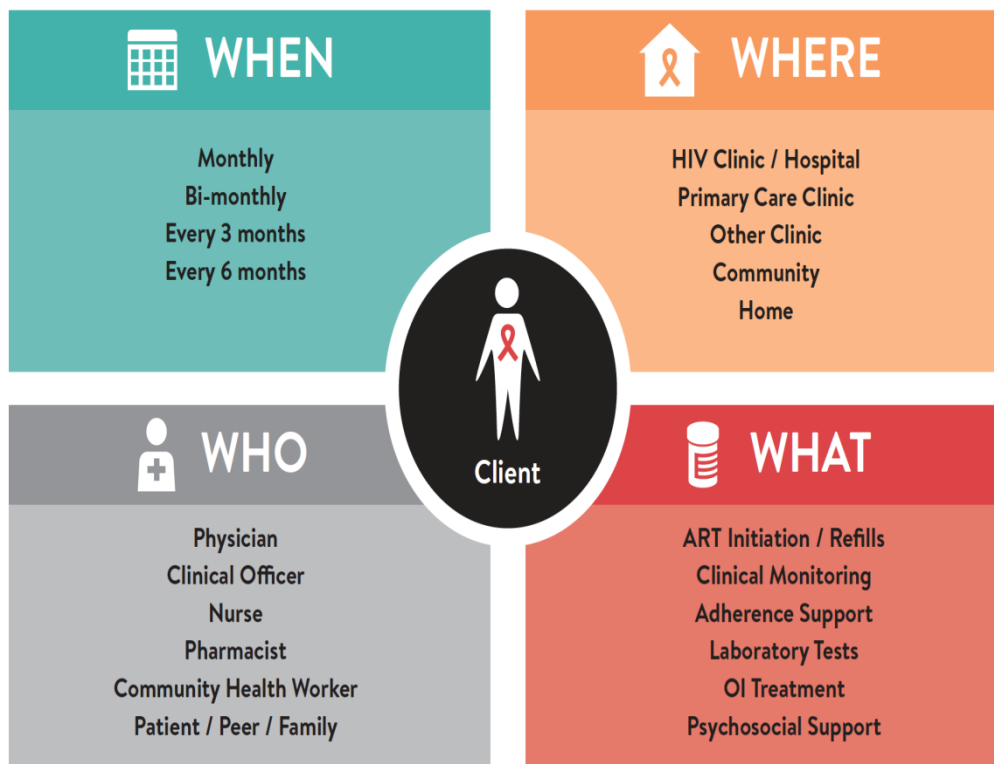 WHEN
Monthly
Bi-monthly
Every 3 months
Every 6 months
WHERE
HIV Clinic / Hospital
Primary Care Clinic
Other Clinic
Community
Home
Client
WHO
Physician
Clinical Officer
Nurse
Pharmacist
Community Health Worker
Patient / Peer / Family
WHAT
ART Initiation / Refills
Clinical Monitoring
Adherence Support
Laboratory Tests
OI Treatment
Psychosocial Support